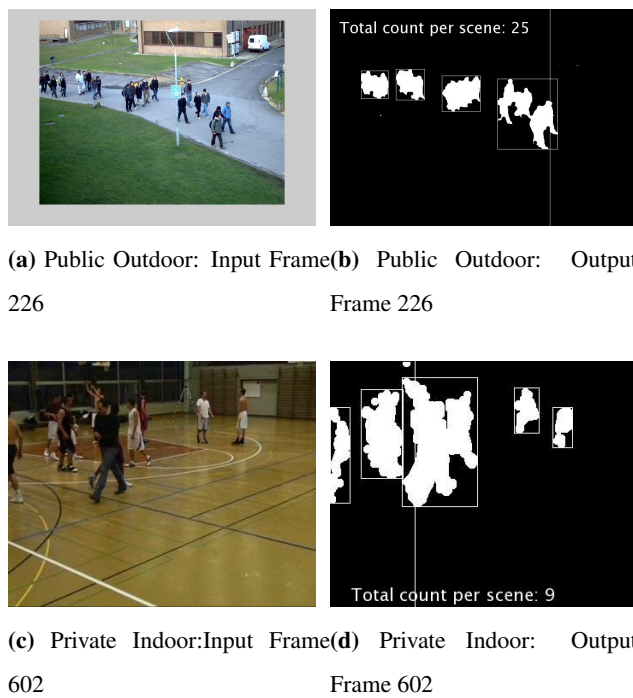 Total count per scene: 25
(a) Public Outdoor: Input Frame
226
(b) Public Outdoor: Output
Frame 226
Total count per scene: 9
(c) Private Indoor:Input Frame
602
(d) Private Indoor: Output
Frame 602